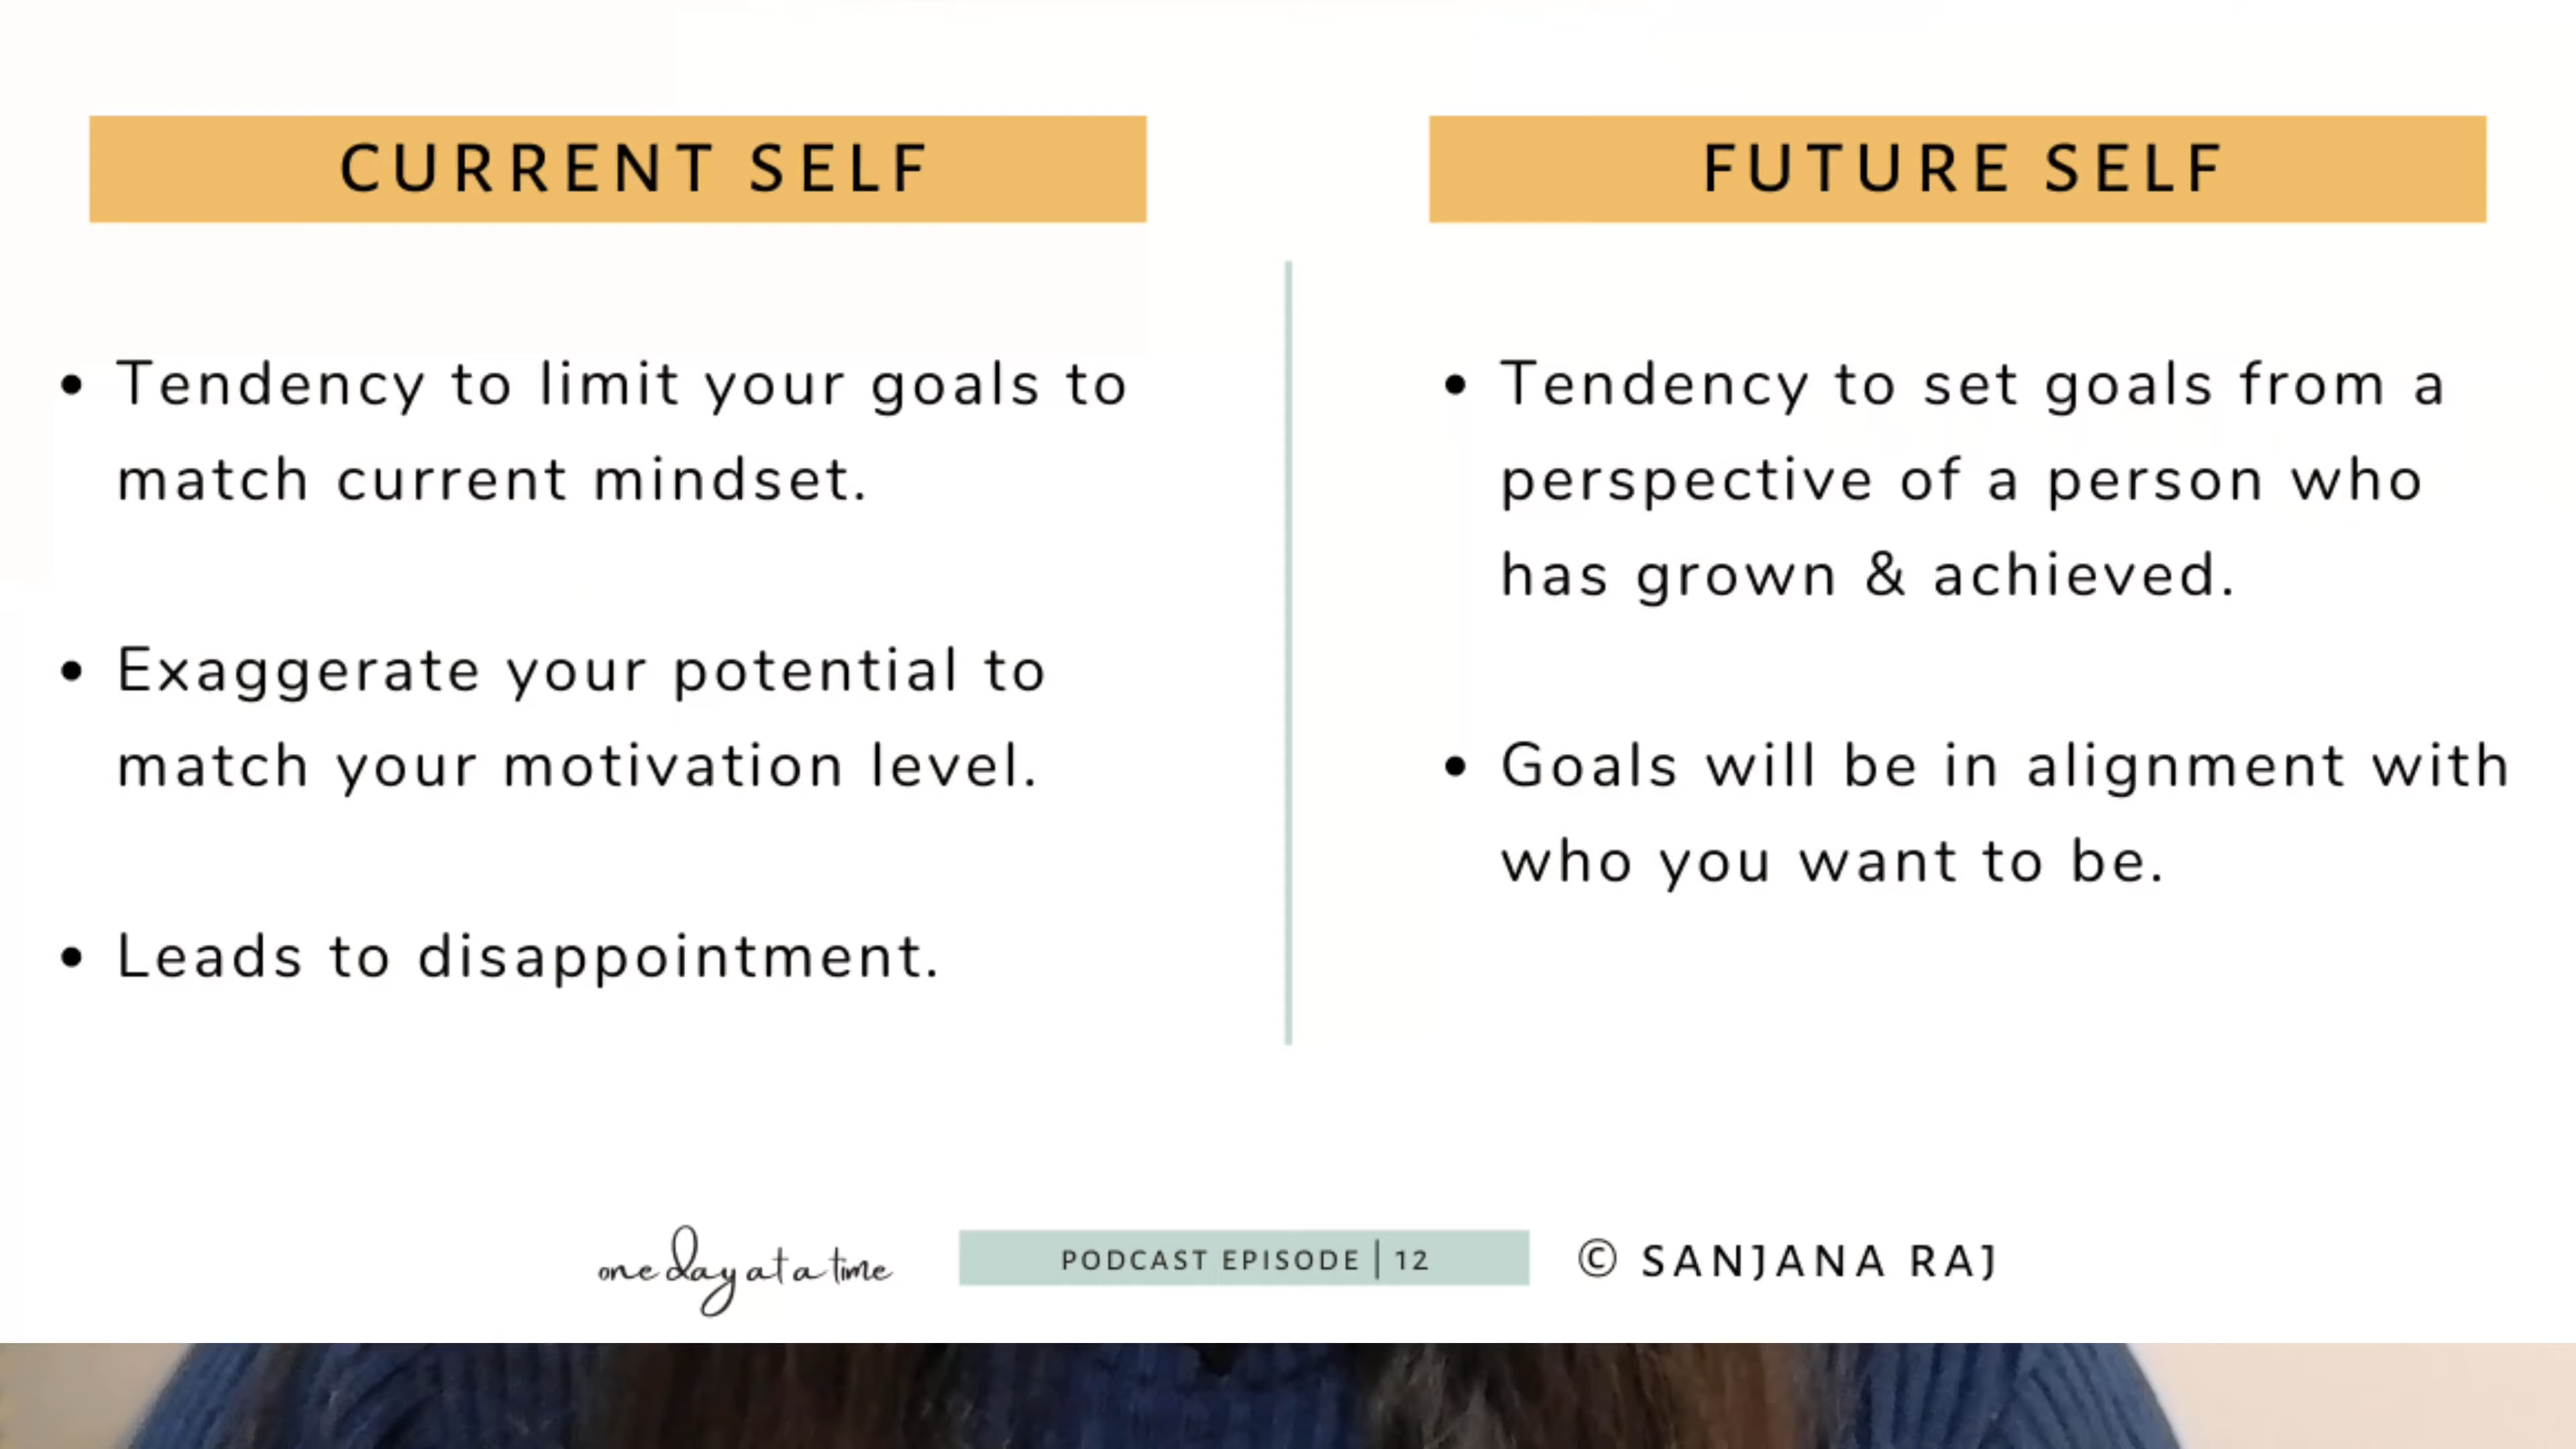 CURRENT SELF
Tendency to limit your goals to
match current mindset.
Exaggerate your potential to
match your motivation level.
Leads to disappointment.
FUTURE SELF
Tendency to set goals from a
perspective of a person who
has grown & achieved.
Goals will be in alignment with
who you want to be.
one day at a time
PODCAST EPISODE | 12
© SANJANA RAJ